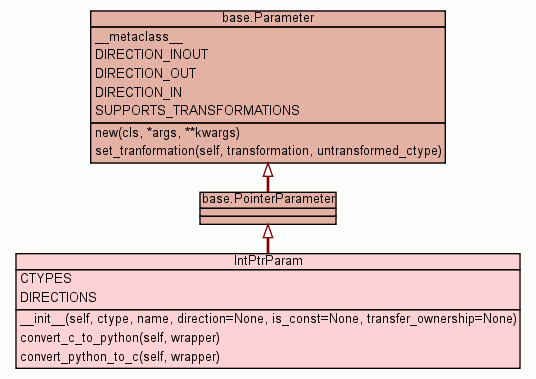 base.Parameter
__metaclass__
DIRECTION_INOUT
DIRECTION_OUT
DIRECTION_IN
SUPPORTS_TRANSFORMATIONS
new(cls, *args, **kwargs)
set_tranformation(self, transformation, untransformed_ctype)
base.PointerParameter
IntPtrParam
CTYPES
DIRECTIONS
__init__(self, ctype, name, direction=None, is_const=None, transfer_ownership=None)
convert_c_to_python(self, wrapper)
convert_python_to_c(self, wrapper)